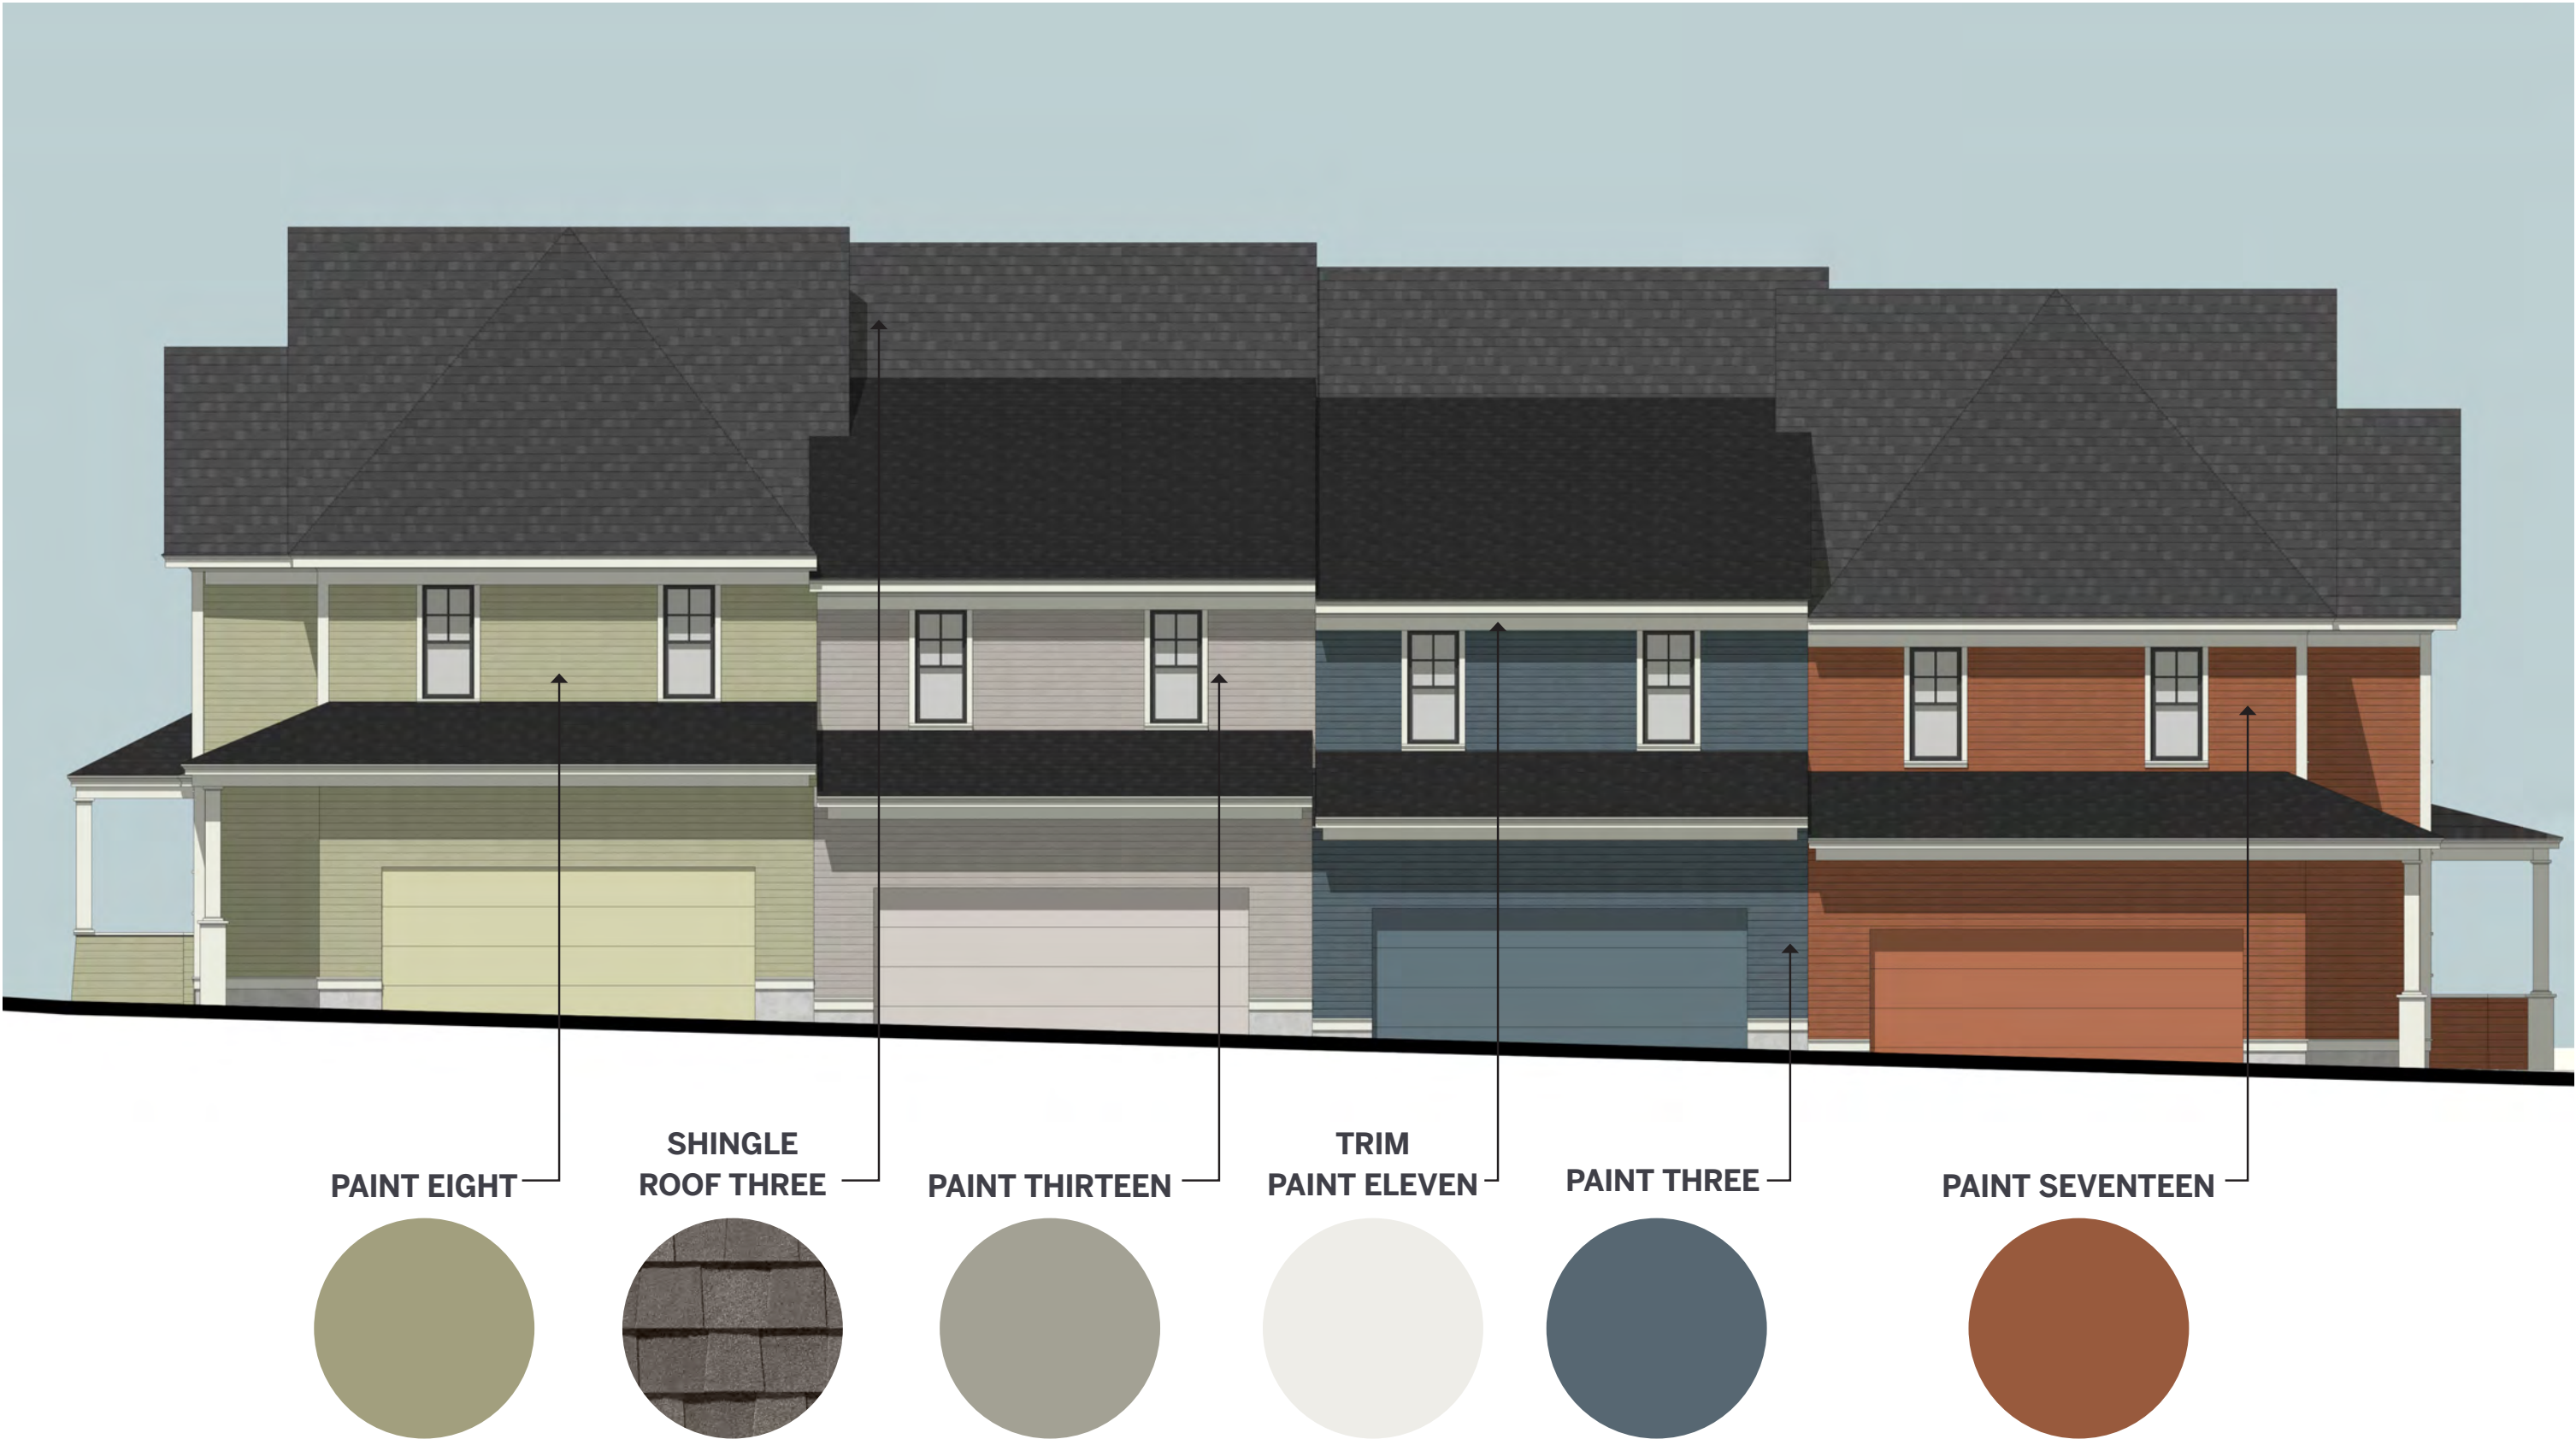 PAINT EIGHT
SHINGLE
ROOF THREE
PAINT THIRTEEN
TRIM
PAINT ELEVEN
PAINT THREE
PAINT SEVENTEEN